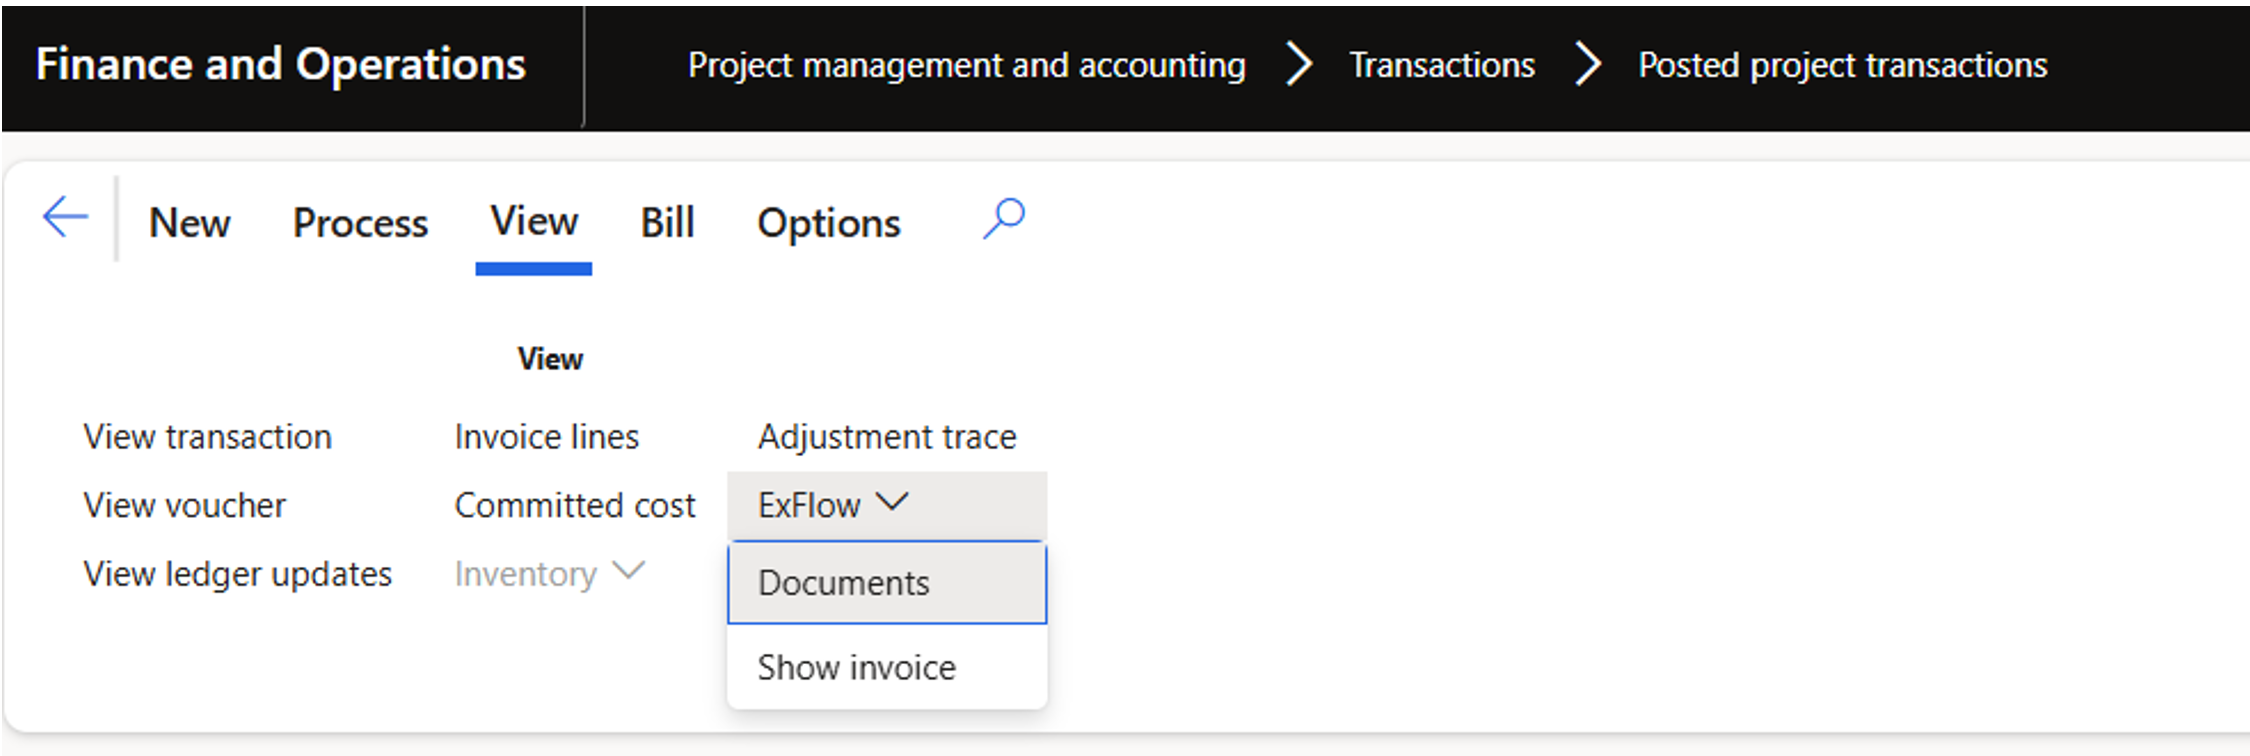 Finance and Operations Project management and accounting Transactions Posted project transactions
New Process View Bill Options
View
View transaction Invoice lines Adjustment trace
View voucher Committed cost ExFlow
View ledger updates Inventory Documents
Show invoice